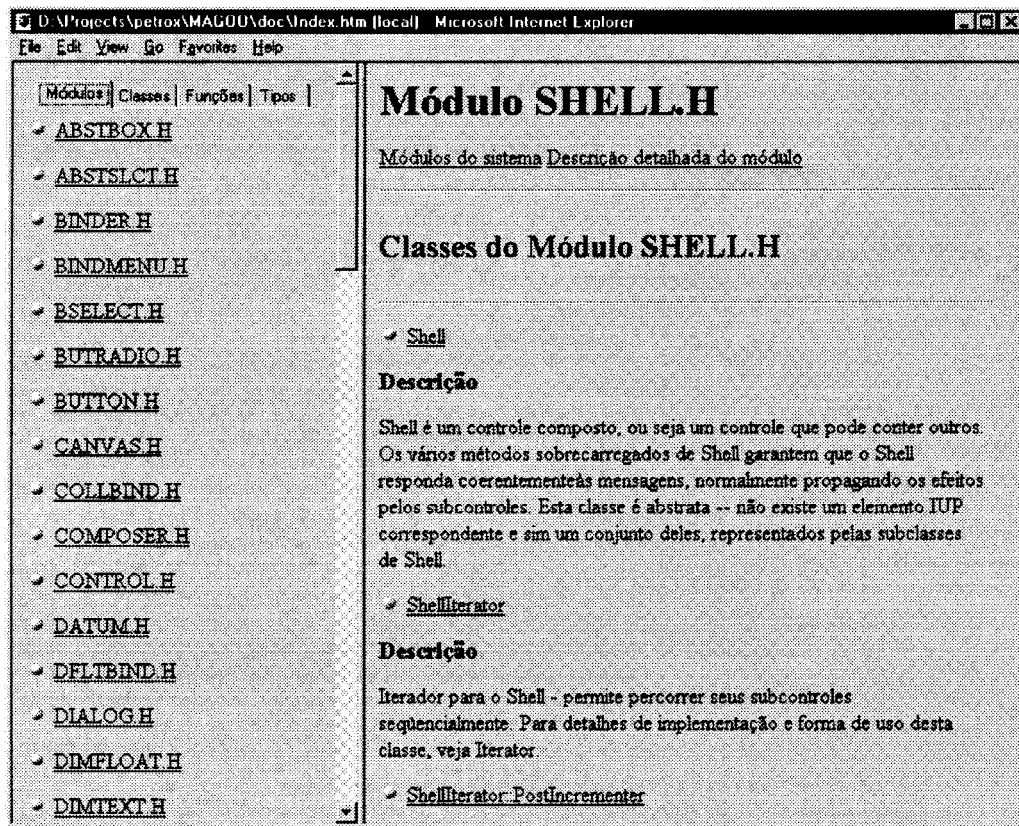 D:\Projects\petrox\MAGOO\doc\Index.htm (local) Microsoft Internet Explorer
File Edit View Go Favorites Help
Módulos Classes Funções Tipos
ABSTBOX.H
ABSTSLCT.H
BINDER.H
BINDMENU.H
BSELECT.H
BUTRADIO.H
BUTTON.H
CANVAS.H
COLLBIND.H
COMPOSER.H
CONTROL.H
DATUM.H
DFLTBIND.H
DIALOG.H
DIMFLOAT.H
DIMTEXT.H
Módulo SHELL.H
Módulos do sistema Descrição detalhada do módulo
Classes do Módulo SHELL.H
Shell
Descrição
Shell é um controle composto, ou seja um controle que pode conter outros.
Os vários métodos sobrecarregados de Shell garantem que o Shell
responda coerentementeàs mensagens, normalmente propagando os efeitos
pelos subcontroles. Esta classe é abstrata -- não existe um elemento IUP
correspondente e sim um conjunto deles, representados pelas subclasses
de Shell.
ShellIterator
Descrição
Iterador para o Shell - permite percorrer seus subcontroles
seqüencialmente. Para detalhes de implementação e forma de uso desta
classe, veja Iterator
ShellIterator::PostIncrementer